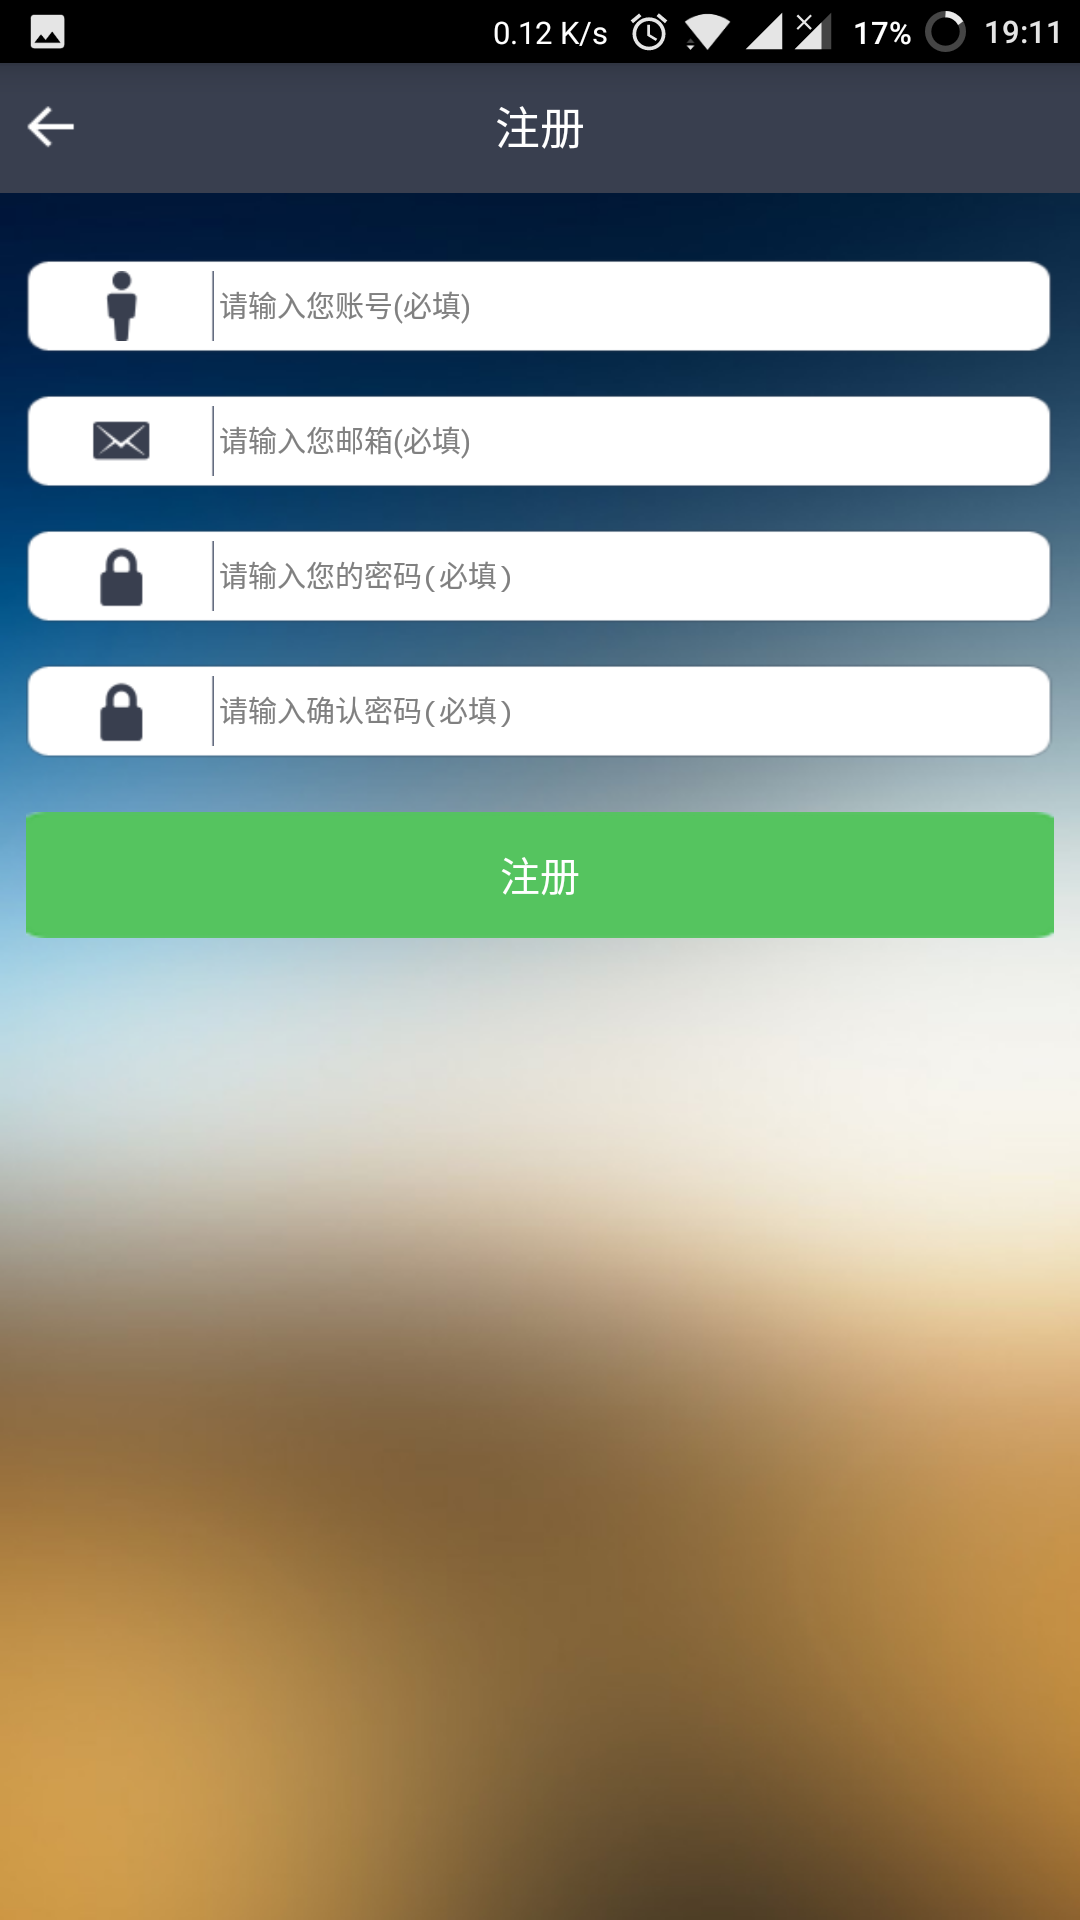 0.12 K/s 17% 19:11
注册
请输入您账号(必填)
请输入您邮箱(必填)
请输入您的密码(必填)
请输入确认密码(必填)
注册